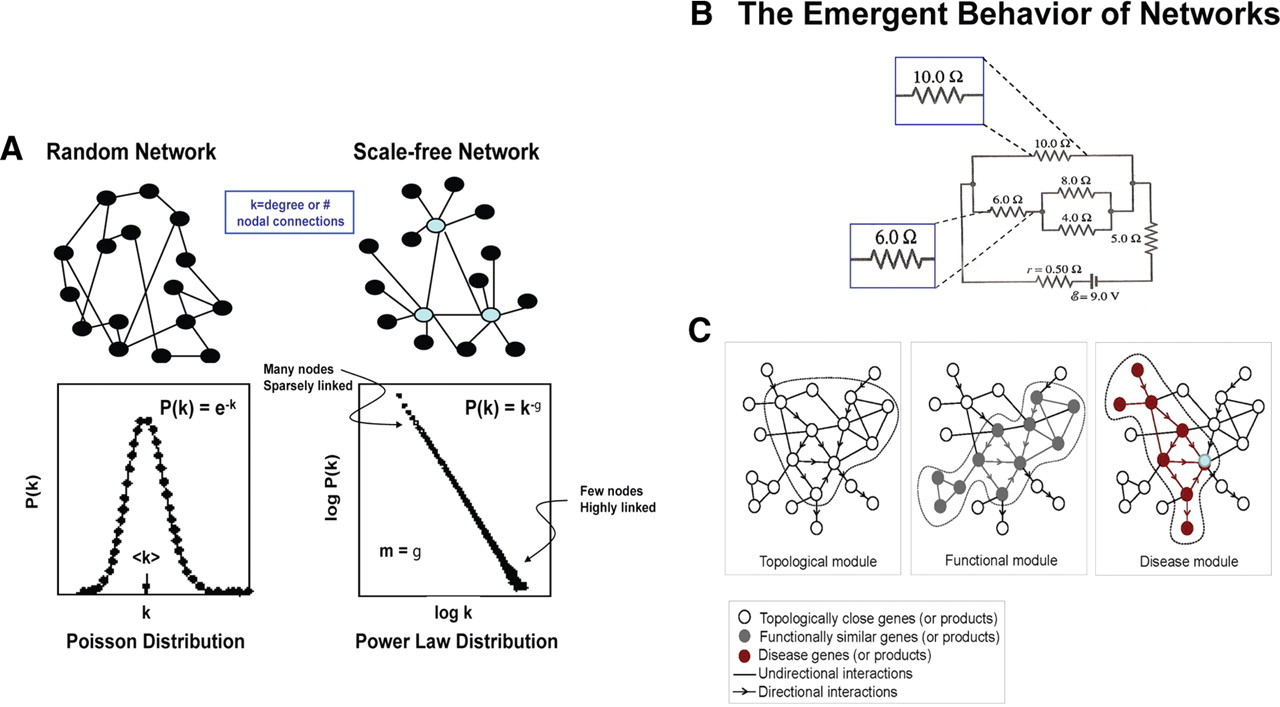 A
Random Network
Scale-free Network
k=degree or #
nodal connections
Many nodes
Sparsely linked
P(k) = e-k
P(k)
<k>
k
Poisson Distribution
P(k) = k-g
log P(k)
m = g
Few nodes
Highly linked
log k
Power Law Distribution
B The Emergent Behavior of Networks
10.0 Ω
10.0 Ω
8.0 Ω
6.0 Ω
4.0 Ω
6.0 Ω
5.0 Ω
r = 0.50 Ω
ℰ = 9.0 V
C
Topological module
Functional module
Disease module
Topologically close genes (or products)
Functionally similar genes (or products)
Disease genes (or products)
Undirectional interactions
Directional interactions